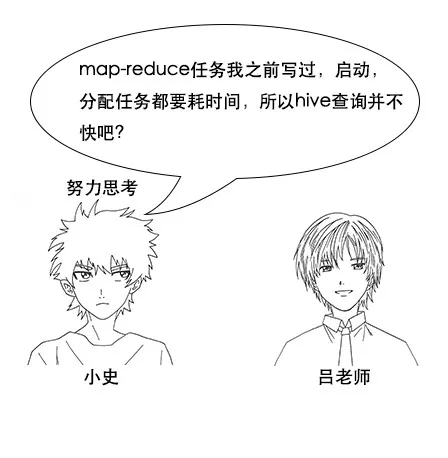 map-reduce任务我之前写过，启动，
分配任务都要耗时间，所以hive查询并不
快吧？
努力思考
小史
吕老师